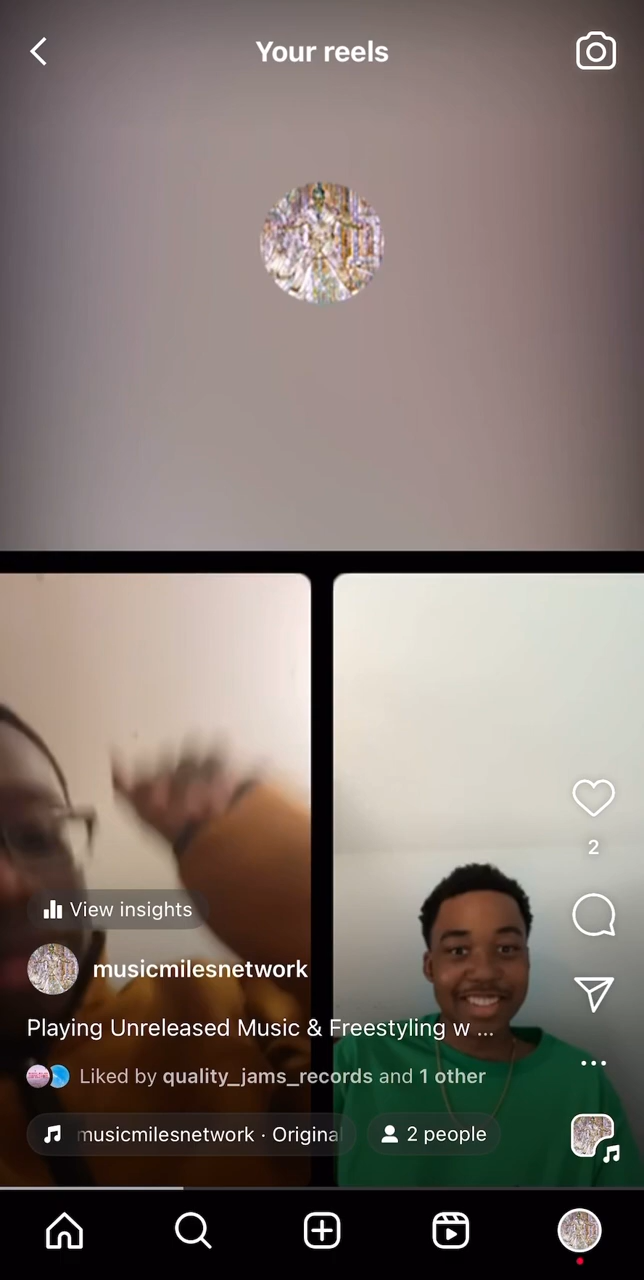 Your reels
2
View insights
musicmilesnetwork
Playing Unreleased Music & Freestyling w ...
Liked by quality_jams_records and 1 other
musicmilesnetwork · Original
2 people